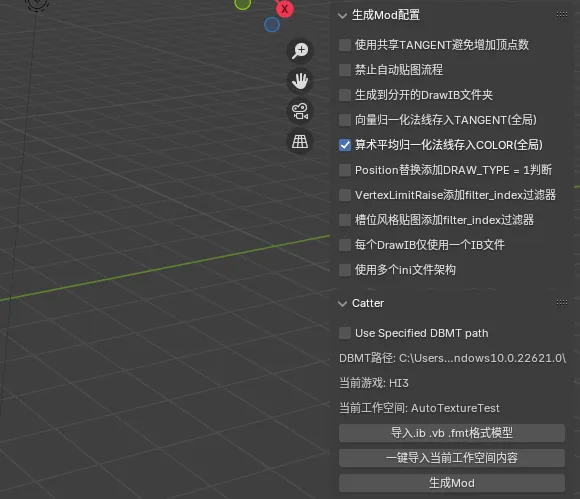 X
生成Mod配置
使用共享TANGENT避免增加顶点数
禁止自动贴图流程
生成到分开的DrawIB文件夹
向量归一化法线存入TANGENT(全局)
算术平均归一化法线存入COLOR(全局)
Position替换添加DRAW_TYPE = 1判断
VertexLimitRaise添加filter_index过滤器
槽位风格贴图添加filter_index过滤器
每个DrawIB仅使用一个IB文件
使用多个ini文件架构
Catter
Use Specified DBMT path
DBMT路径: C:\Users...ndows10.0.22621.0\
当前游戏: HI3
当前工作空间: AutoTextureTest
导入.ib .vb .fmt格式模型
一键导入当前工作空间内容
生成Mod